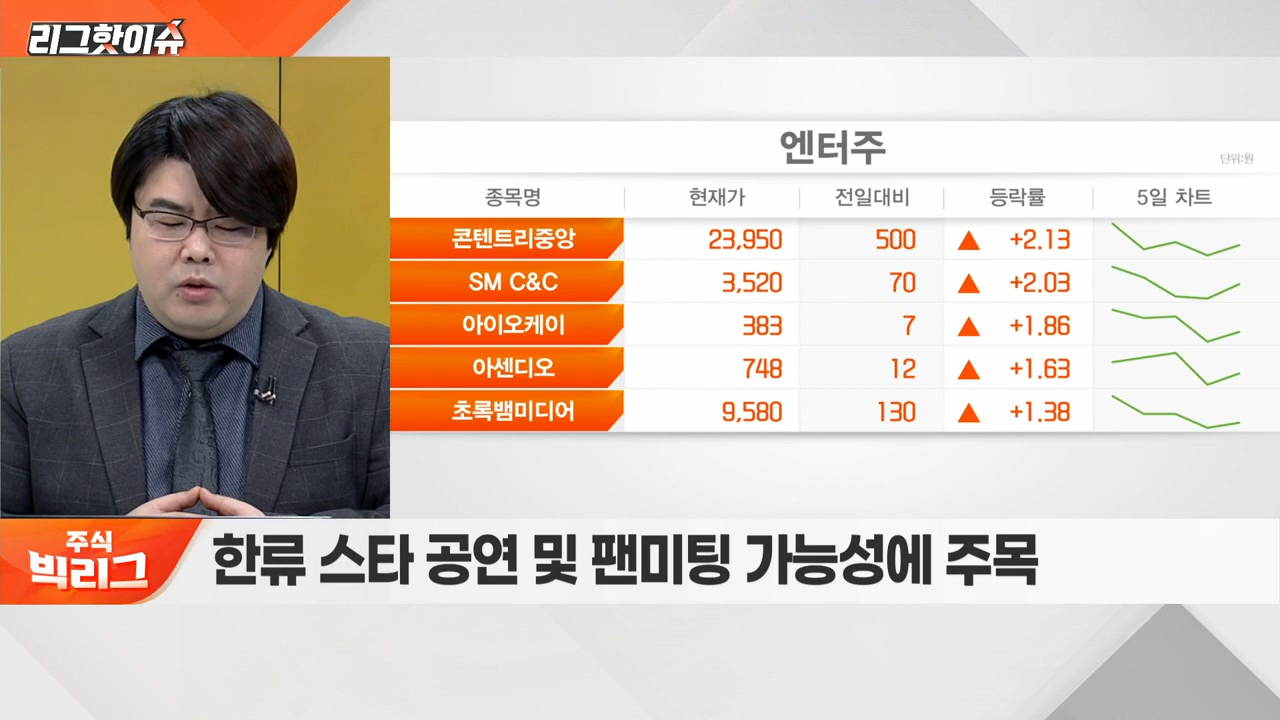 리그핫이슈
엔터주
단위:원
종목명 현재가 전일대비 등락률 5일 차트
콘텐트리중앙 23,950 500 ▲ +2.13
SM C&C 3,520 70 ▲ +2.03
아이오케이 383 7 ▲ +1.86
아센디오 748 12 ▲ +1.63
초록뱀미디어 9,580 130 ▲ +1.38
주식
빅리그
한류 스타 공연 및 팬미팅 가능성에 주목